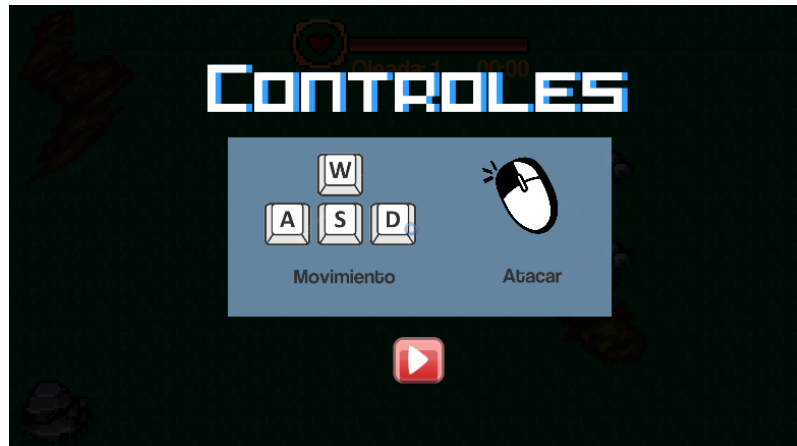 Oleada: 1 00:00
CONTROLES
W
A S D
Movimiento Atacar